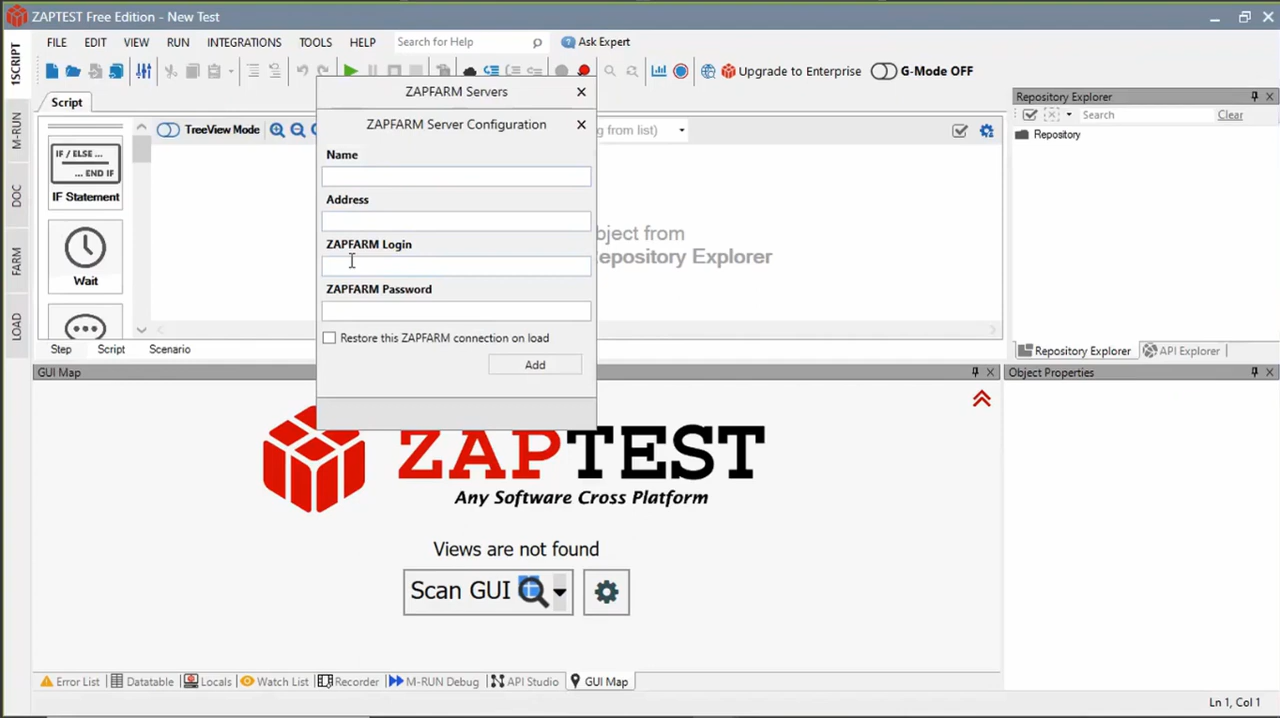 ZAPTEST Free Edition - New Test
FILE EDIT VIEW RUN INTEGRATIONS TOOLS HELP Search for Help Ask Expert
Upgrade to Enterprise G-Mode OFF
1SCRIPT
M-RUN
DOC
FARM
LOAD
Script
TreeView Mode
ng from list)
IF / ELSE ...
... END IF
IF Statement
Wait
Step Script Scenario
bject from
epository Explorer
ZAPFARM Servers
ZAPFARM Server Configuration
Name
Address
ZAPFARM Login
ZAPFARM Password
Restore this ZAPFARM connection on load
Add
Repository Explorer
Search Clear
Repository
Repository Explorer API Explorer
GUI Map
Object Properties
ZAPTEST
Any Software Cross Platform
Views are not found
Scan GUI
Error List Datatable Locals Watch List Recorder M-RUN Debug API Studio GUI Map
Ln 1, Col 1